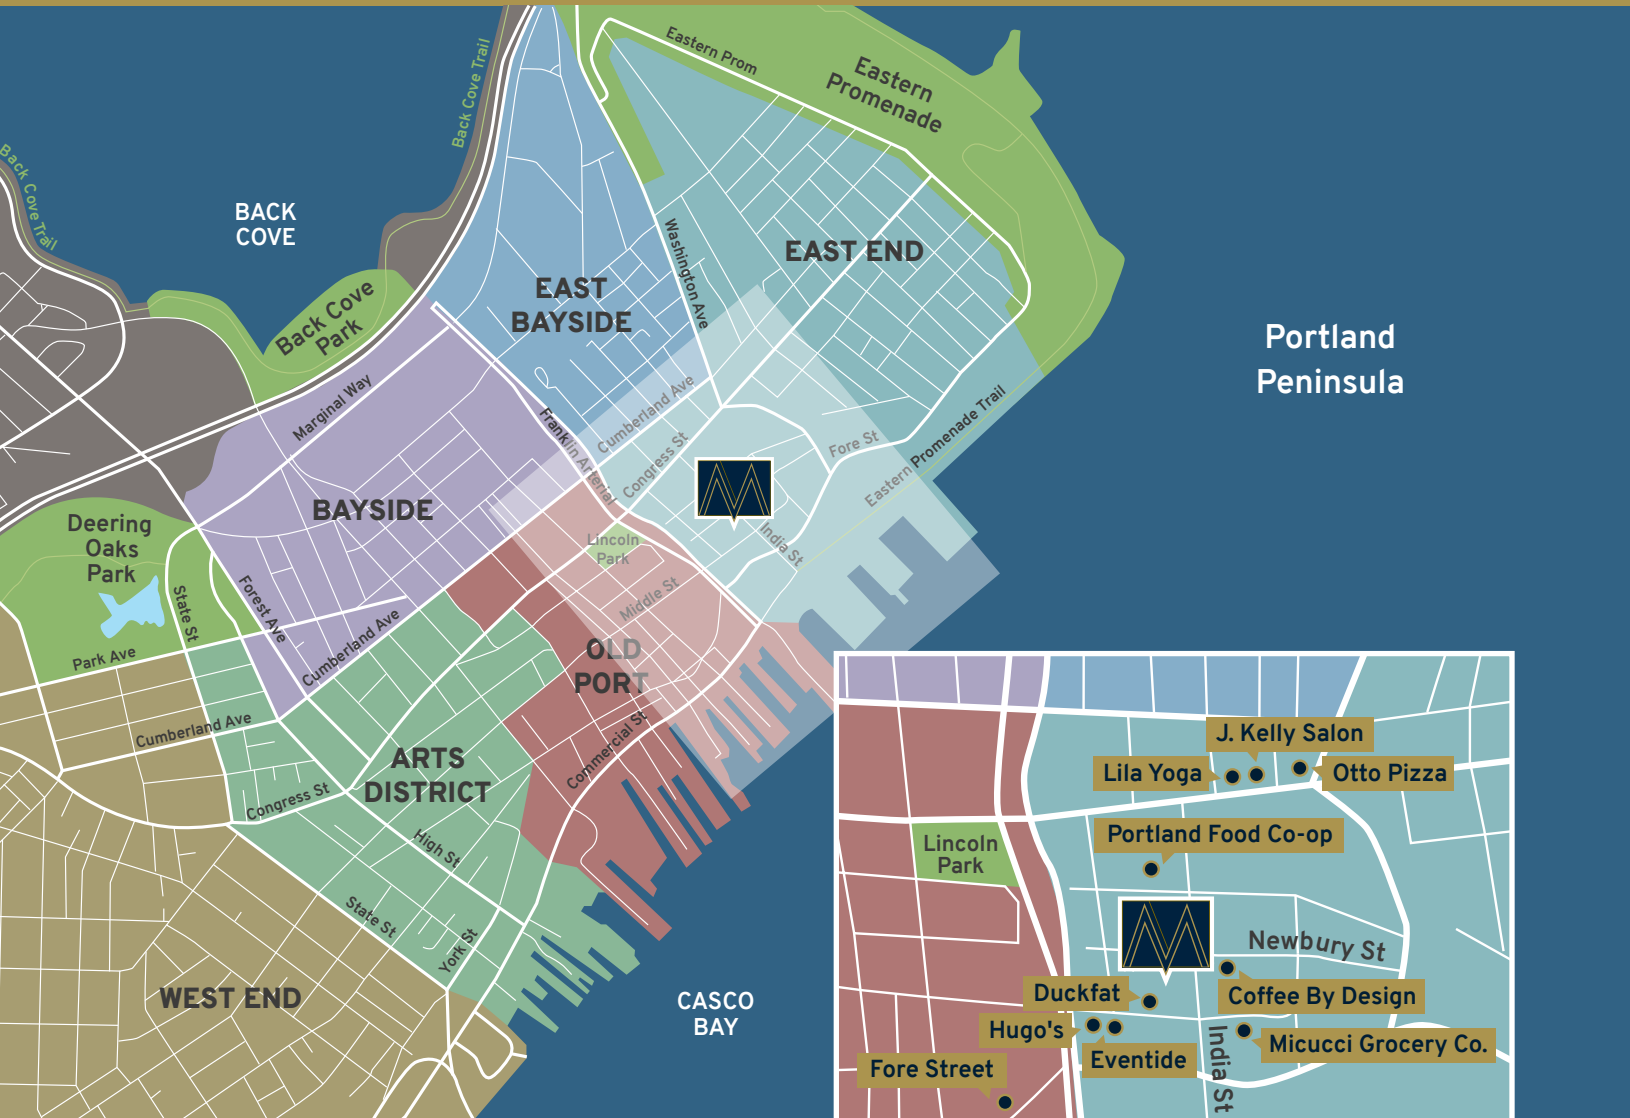 Back Cove Trail
Back Cove Trail
BACK
COVE
Eastern Prom
Eastern
Promenade
Washington Ave
EAST END
EAST
BAYSIDE
Back Cove
Park
Marginal Way
Portland
Peninsula
Cumberland Ave
Franklin Arterial
Congress St
Fore St
Eastern Promenade Trail
BAYSIDE
India St
Lincoln
Park
Middle St
Deering
Oaks
Park
State St
Forest Ave
Park Ave
Cumberland Ave
OLD
PORT
Cumberland Ave
Commercial St
ARTS
DISTRICT
Congress St
High St
State St
York St
WEST END
CASCO
BAY
J. Kelly Salon
Lila Yoga
Otto Pizza
Portland Food Co-op
Lincoln
Park
Newbury St
Duckfat
Coffee By Design
Hugo's
Eventide
Micucci Grocery Co.
India St
Fore Street